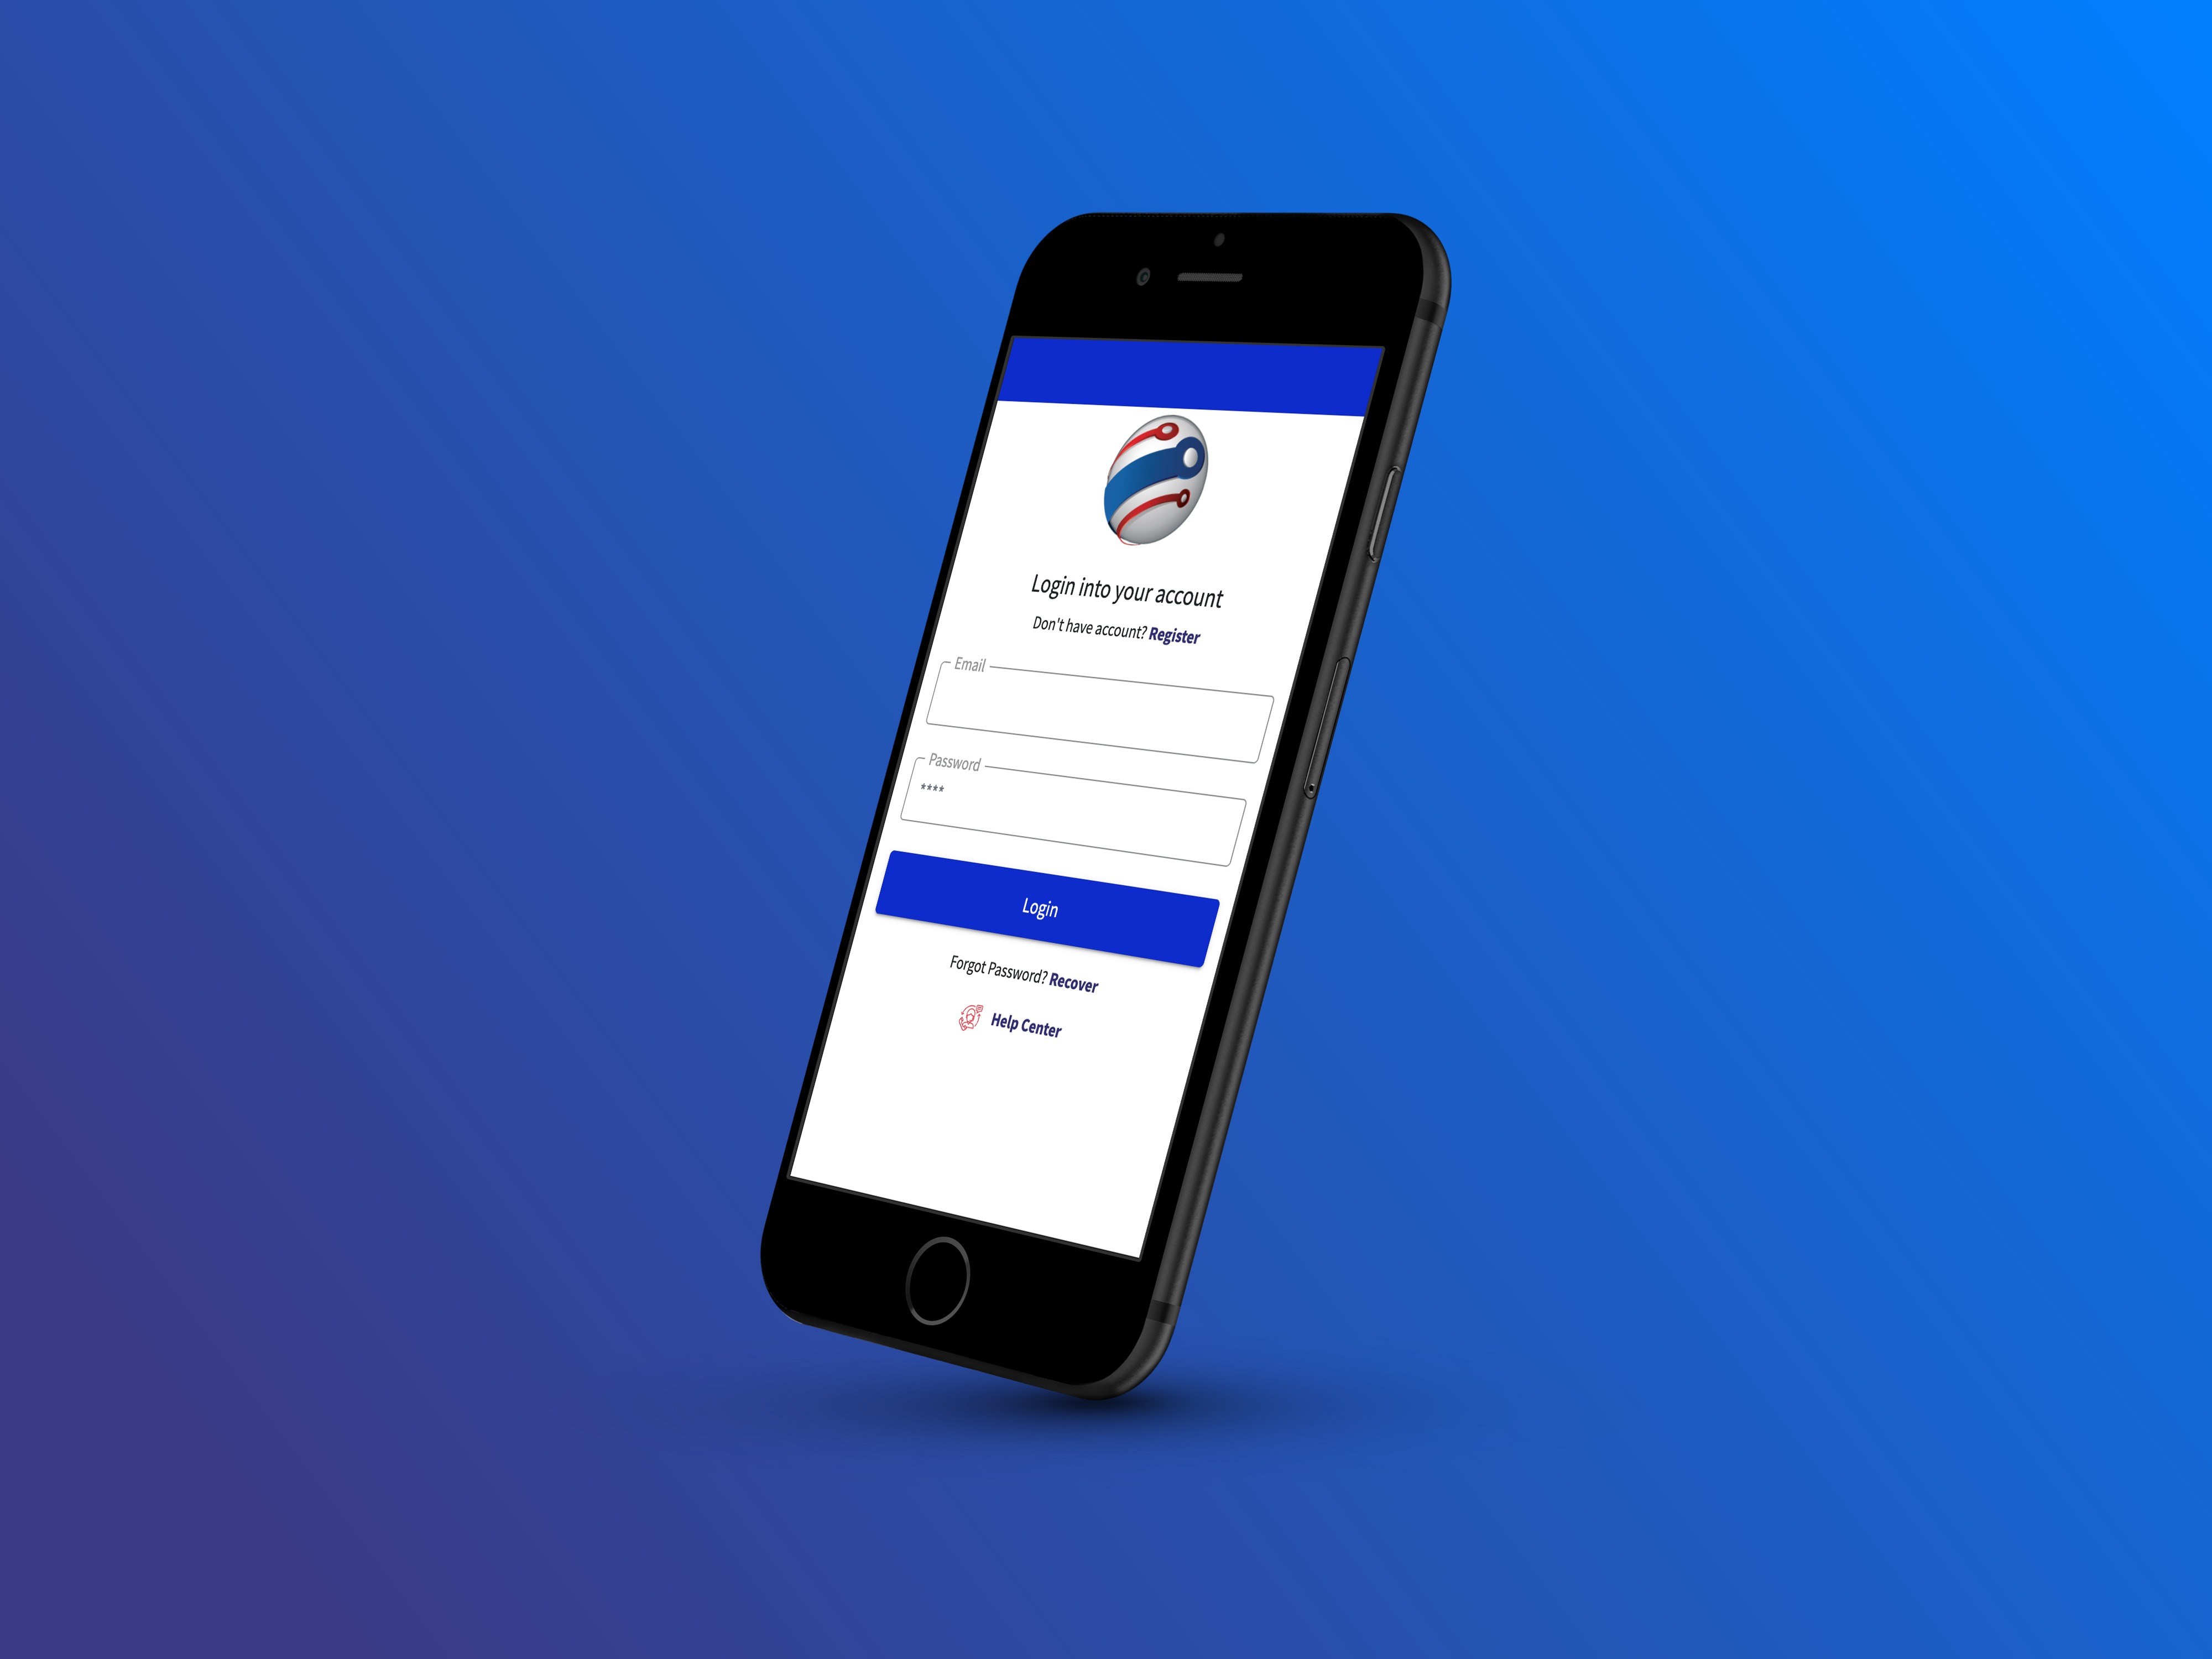 Login into your account
Don't have account? Register
Email
Password
****
Login
Forgot Password? Recover
Help Center